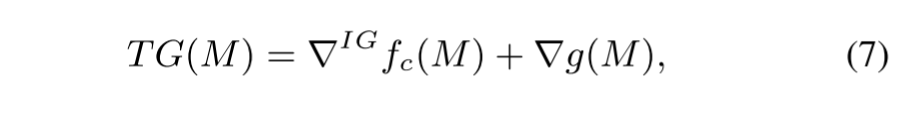 TG(M) = ∇^{IG} f_c(M) + ∇g(M), (7)